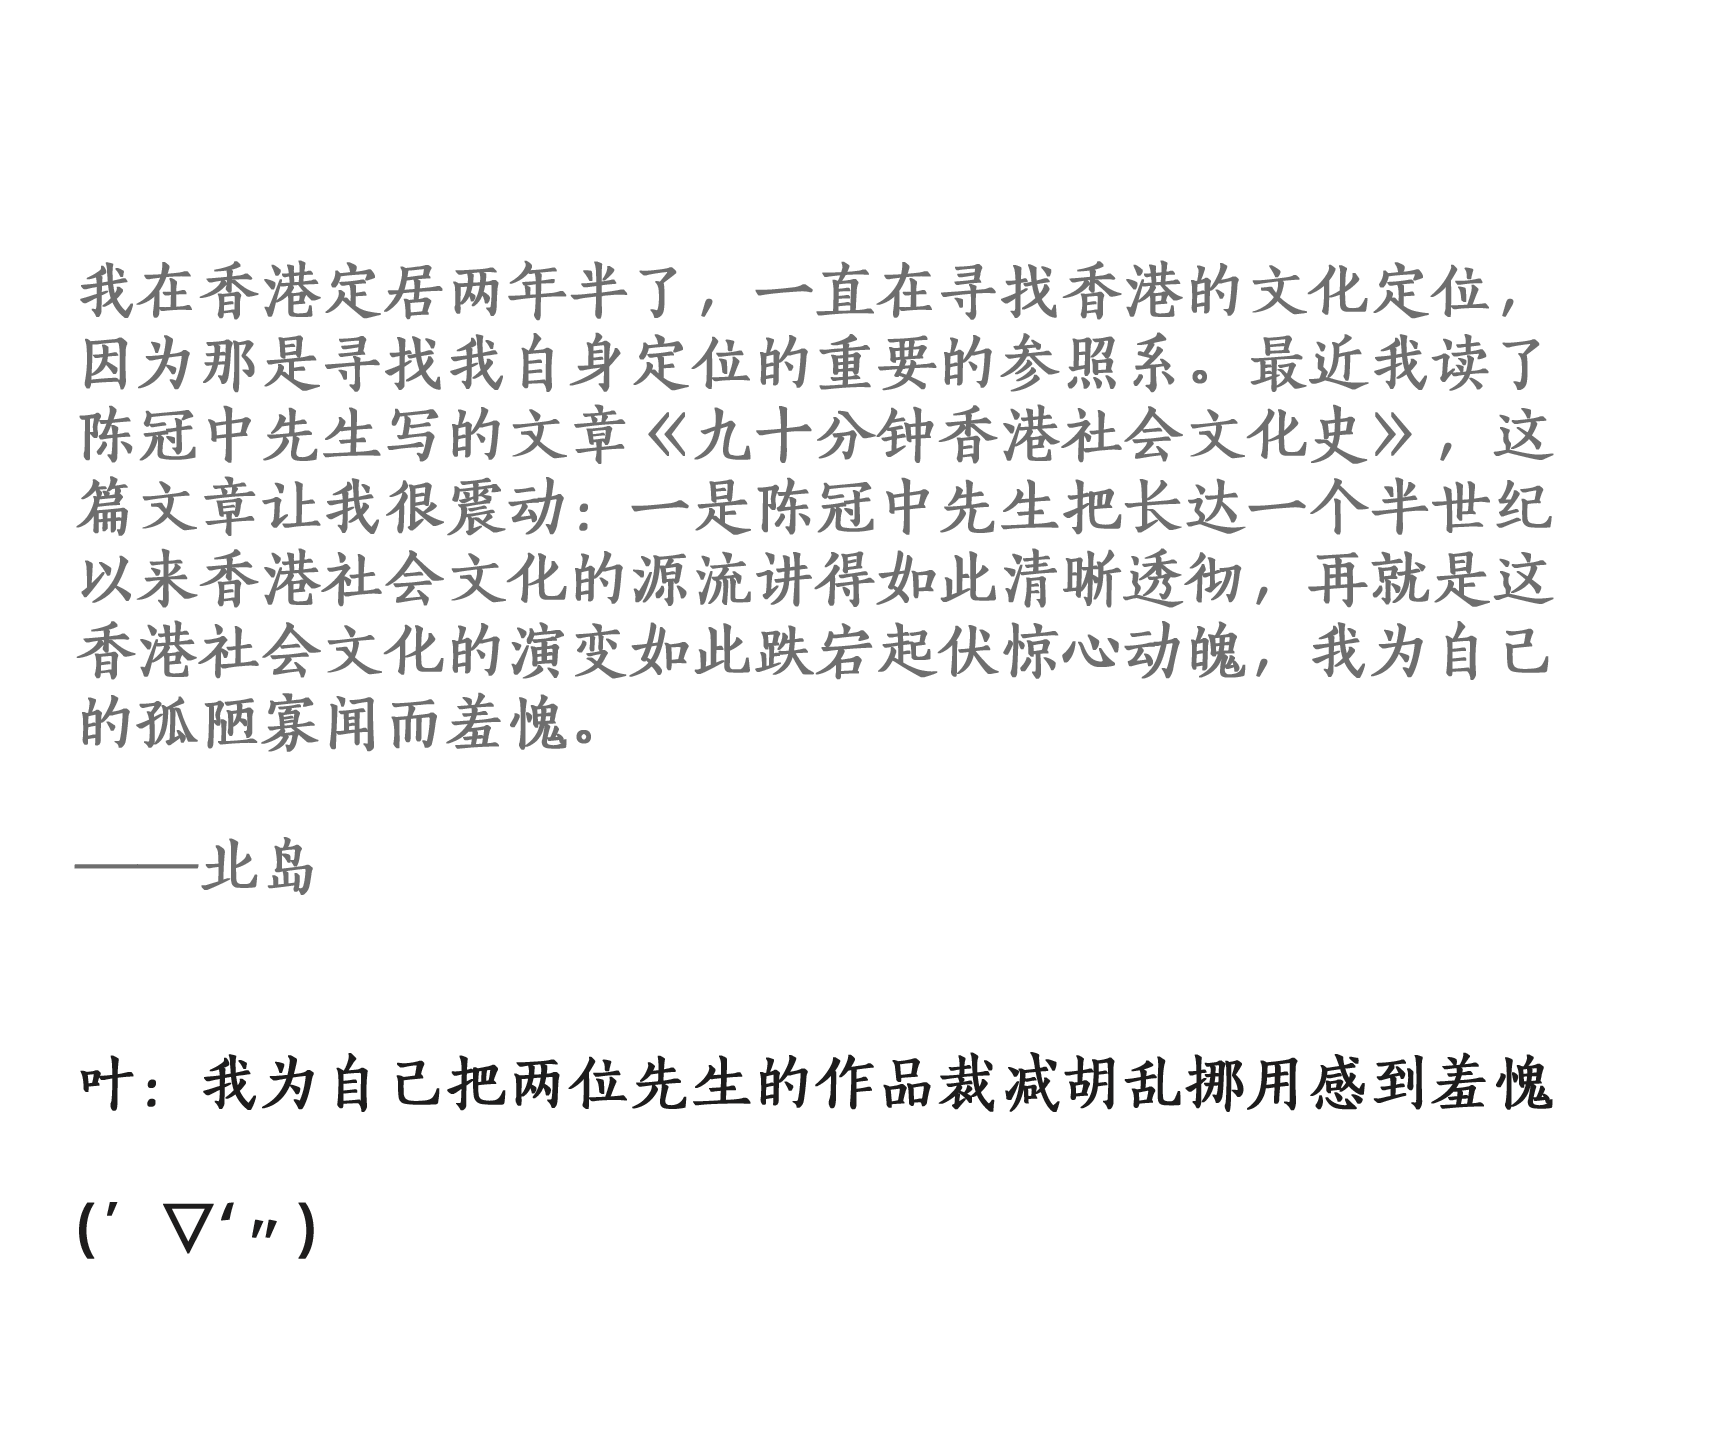 我在香港定居两年半了，一直在寻找香港的文化定位，
因为那是寻找我自身定位的重要的参照系。最近我读了
陈冠中先生写的文章《九十分钟香港社会文化史》，这
篇文章让我很震动：一是陈冠中先生把长达一个半世纪
以来香港社会文化的源流讲得如此清晰透彻，再就是这
香港社会文化的演变如此跌宕起伏惊心动魄，我为自己
的孤陋寡闻而羞愧。
——北岛
叶：我为自己把两位先生的作品裁减胡乱挪用感到羞愧
(′ ▽‘〃)